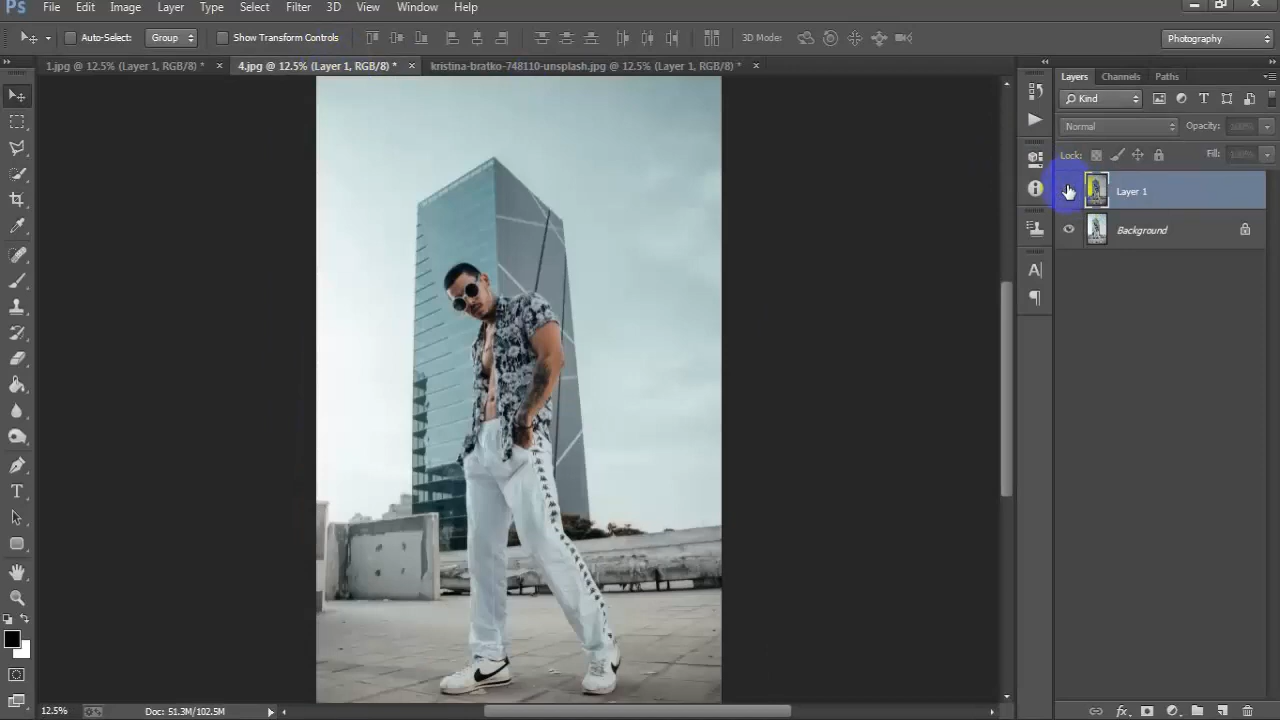 Ps File Edit Image Layer Type Select Filter 3D View Window Help
Auto-Select: Group Show Transform Controls 3D Mode: Photography
1.jpg @ 12.5% (Layer 1, RGB/8) * × 4.jpg @ 12.5% (Layer 1, RGB/8) * × kristina-bratko-748110-unsplash.jpg @ 12.5% (Layer 1, RGB/8) * ×
Layers Channels Paths
Kind
Normal Opacity: 100%
Lock: Fill: 100%
Layer 1
Background
12.5% Doc: 51.3M/102.5M